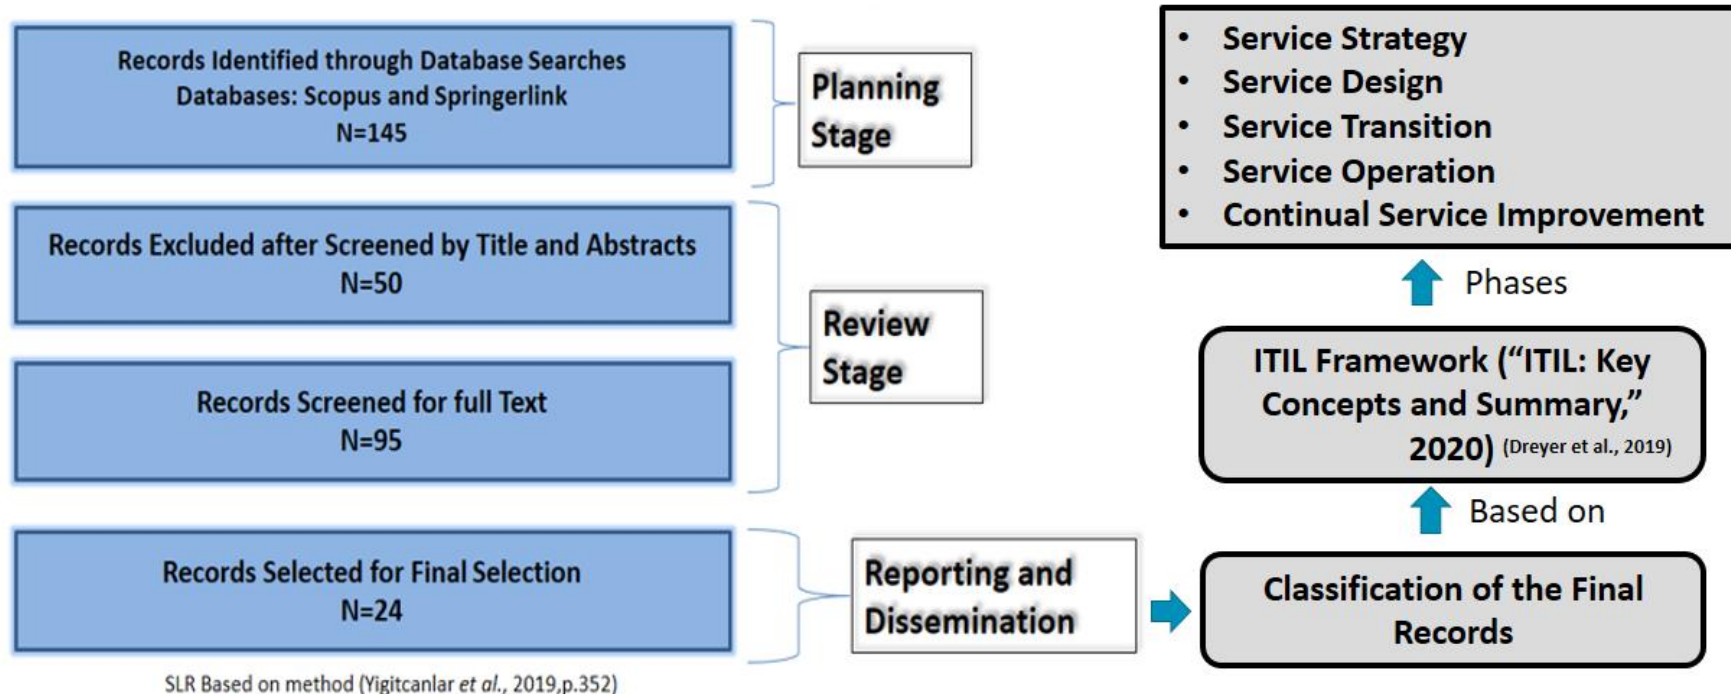 Records Identified through Database Searches
Databases: Scopus and Springerlink
N=145
Planning
Stage
Records Excluded after Screened by Title and Abstracts
N=50
Records Screened for full Text
N=95
Review
Stage
Records Selected for Final Selection
N=24
Reporting and
Dissemination
SLR Based on method (Yigitcanlar et al., 2019,p.352)
• Service Strategy
• Service Design
• Service Transition
• Service Operation
• Continual Service Improvement
Phases
ITIL Framework (“ITIL: Key
Concepts and Summary,”
2020) (Dreyer et al., 2019)
Based on
Classification of the Final
Records